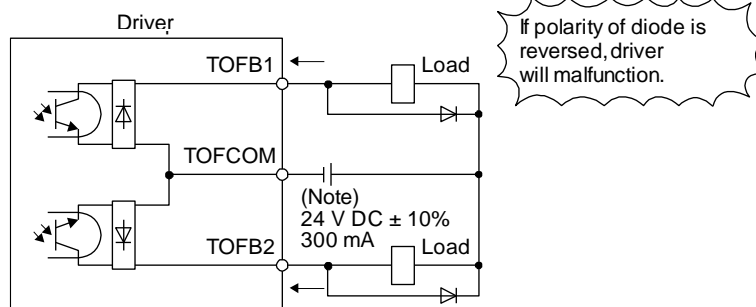 Driver
If polarity of diode is
reversed, driver
will malfunction.
TOFB1
Load
TOFCOM
(Note)
24 V DC ± 10%
300 mA
TOFB2
Load